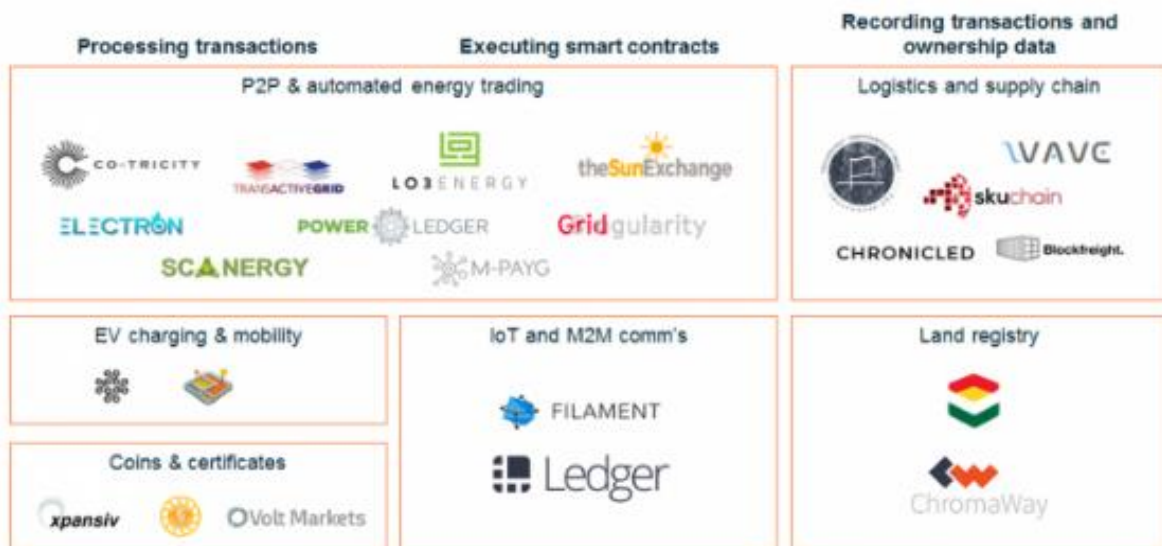 Processing transactions
Executing smart contracts
Recording transactions and
ownership data
P2P & automated energy trading
CO-TRICITY
TRANSACTIVEGRID
LO3ENERGY
theSunExchange
ELECTRON
POWER LEDGER
Gridgularity
SCANERGY
M-PAYG
Logistics and supply chain
WAVE
skuchain
CHRONICLED
Blockfreight.
EV charging & mobility
IoT and M2M comm's
FILAMENT
Ledger
Land registry
ChromaWay
Coins & certificates
xpansiv
Volt Markets